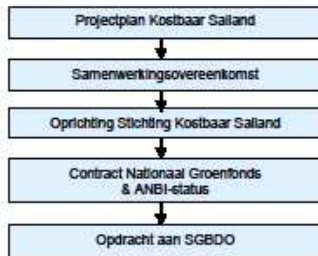 Projectplan Kostbaar Salland
Samenwerkingsovereenkomst
Oprichting Stichting Kostbaar Salland
Contract Nationaal Groenfonds
& ANBI-status
Opdracht aan SGBDO